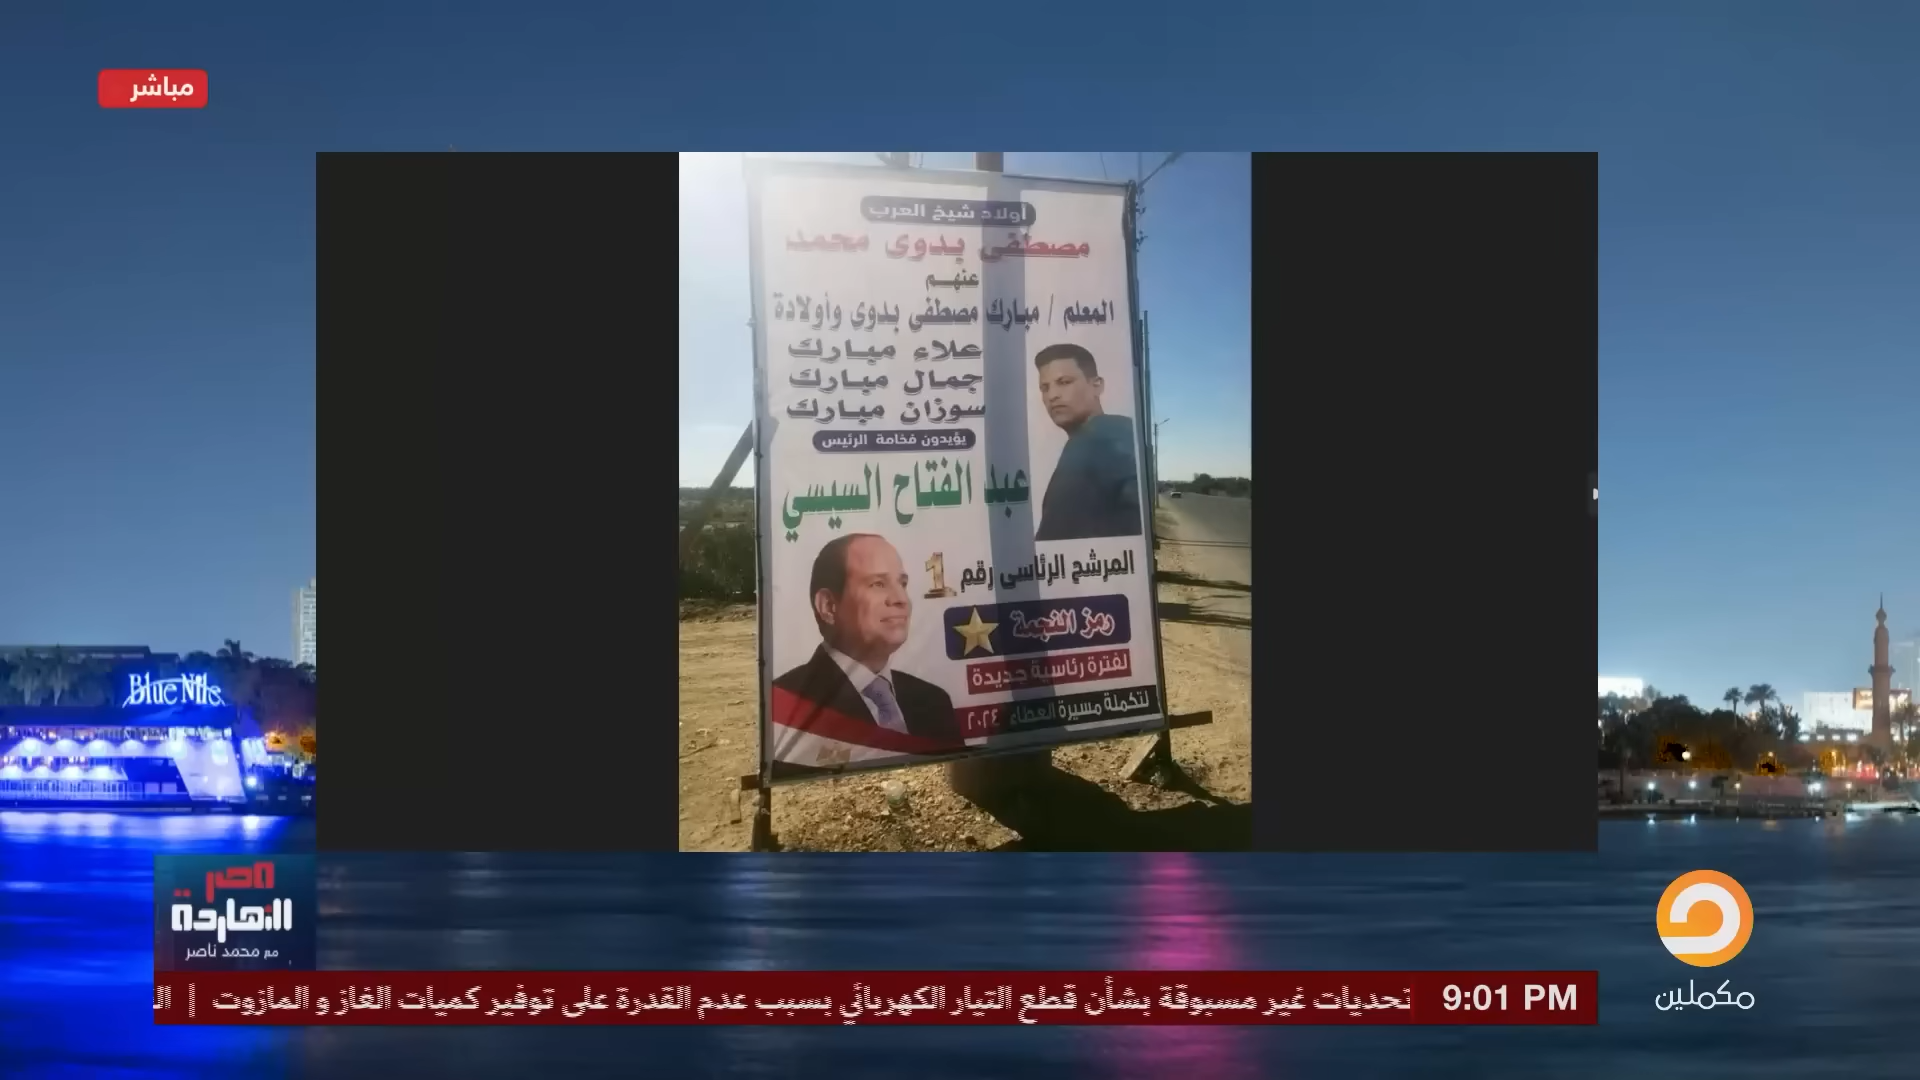 مباشر
أولاد شيخ العرب
مصطفى بدوى محمد
عنهم
المعلم / مبارك مصطفى بدوى وأولادة
علاء مبارك
جمال مبارك
سوزان مبارك
يؤيدون فخامة الرئيس
عبد الفتاح السيسي
المرشح الرئاسى رقم 1
رمز النجمة
لفترة رئاسية جديدة
لتكملة مسيرة العطاء ٢٠٢٤
Blue Nile
مصر
النهاردة
مع محمد ناصر
مكملين
9:01 PM
تحديات غير مسبوقة بشأن قطع التيار الكهربائي بسبب عدم القدرة على توفير كميات الغاز و المازوت |